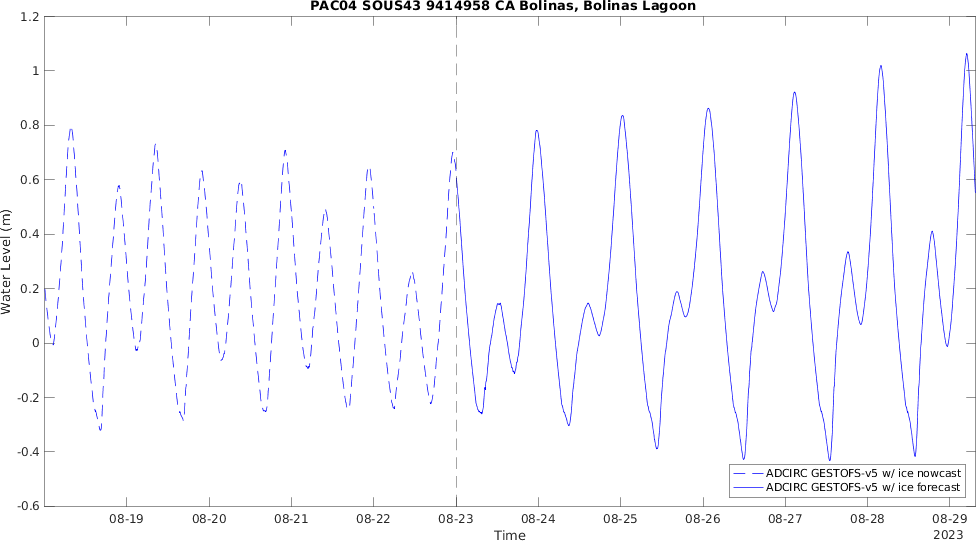 PAC04 SOUS43 9414958 CA Bolinas, Bolinas Lagoon
1.2
1
0.8
0.6
0.4
0.2
0
-0.2
-0.4
-0.6
Water Level (m)
ADCIRC GESTOFS-v5 w/ ice nowcast
ADCIRC GESTOFS-v5 w/ ice forecast
08-19 08-20 08-21 08-22 08-23 08-24 08-25 08-26 08-27 08-28 08-29
2023
Time